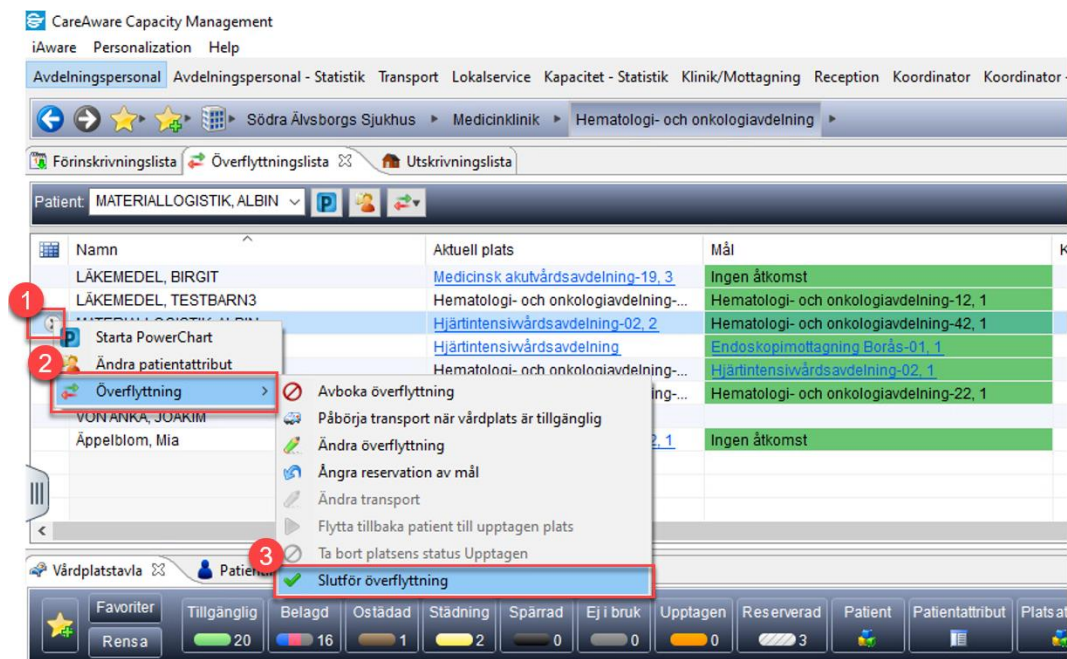 CareAware Capacity Management
iAware Personalization Help
Avdelningspersonal Avdelningspersonal - Statistik Transport Lokalservice Kapacitet - Statistik Klinik/Mottagning Reception Koordinator Koordinator -
Södra Älvsborgs Sjukhus Medicinklinik Hematologi- och onkologiavdelning
Förinskrivningslista Överflyttningslista Utskrivningslista
Patient: MATERIALLOGISTIK, ALBIN P
Namn Aktuell plats Mål K
LÄKEMEDEL, BIRGIT Medicinsk akutvårdsavdelning-19, 3 Ingen åtkomst
1 LÄKEMEDEL, TESTBARN3 Hematologi- och onkologiavdelning-... Hematologi- och onkologiavdelning-12, 1
MATERIALLOGISTIK, ALBIN Hjärtintensivvårdsavdelning-02, 2 Hematologi- och onkologiavdelning-42, 1
P Starta PowerChart Hjärtintensivvårdsavdelning Endoskopimottagning Borås-01, 1
2 Ändra patientattribut Hematologi- och onkologiavdelning-... Hjärtintensivvårdsavdelning-02, 1
Överflyttning Avboka överflyttning ing-... Hematologi- och onkologiavdelning-22, 1
VON ANKA, JOAKIM Påbörja transport när vårdplats är tillgänglig
Äppelblom, Mia Ändra överflyttning 2, 1 Ingen åtkomst
Ångra reservation av mål
Ändra transport
Flytta tillbaka patient till upptagen plats
Ta bort platsens status Upptagen
3 Slutför överflyttning
Vårdplatstavla
Favoriter Tillgänglig Belagd Ostädad Städning Spärrad Ej i bruk Upptagen Reserverad Patient Patientattribut
Rensa 20 16 1 2 0 0 0 3